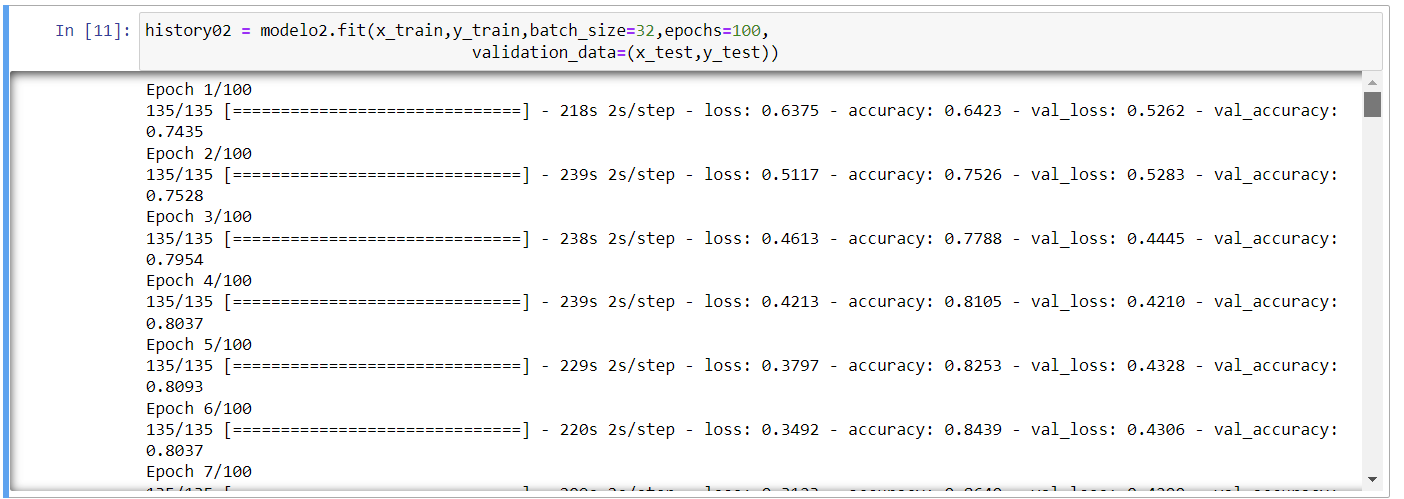 In [11]: history02 = modelo2.fit(x_train,y_train,batch_size=32,epochs=100,
validation_data=(x_test,y_test))
Epoch 1/100
135/135 [==============================] - 218s 2s/step - loss: 0.6375 - accuracy: 0.6423 - val_loss: 0.5262 - val_accuracy:
0.7435
Epoch 2/100
135/135 [==============================] - 239s 2s/step - loss: 0.5117 - accuracy: 0.7526 - val_loss: 0.5283 - val_accuracy:
0.7528
Epoch 3/100
135/135 [==============================] - 238s 2s/step - loss: 0.4613 - accuracy: 0.7788 - val_loss: 0.4445 - val_accuracy:
0.7954
Epoch 4/100
135/135 [==============================] - 239s 2s/step - loss: 0.4213 - accuracy: 0.8105 - val_loss: 0.4210 - val_accuracy:
0.8037
Epoch 5/100
135/135 [==============================] - 229s 2s/step - loss: 0.3797 - accuracy: 0.8253 - val_loss: 0.4328 - val_accuracy:
0.8093
Epoch 6/100
135/135 [==============================] - 220s 2s/step - loss: 0.3492 - accuracy: 0.8439 - val_loss: 0.4306 - val_accuracy:
0.8037
Epoch 7/100